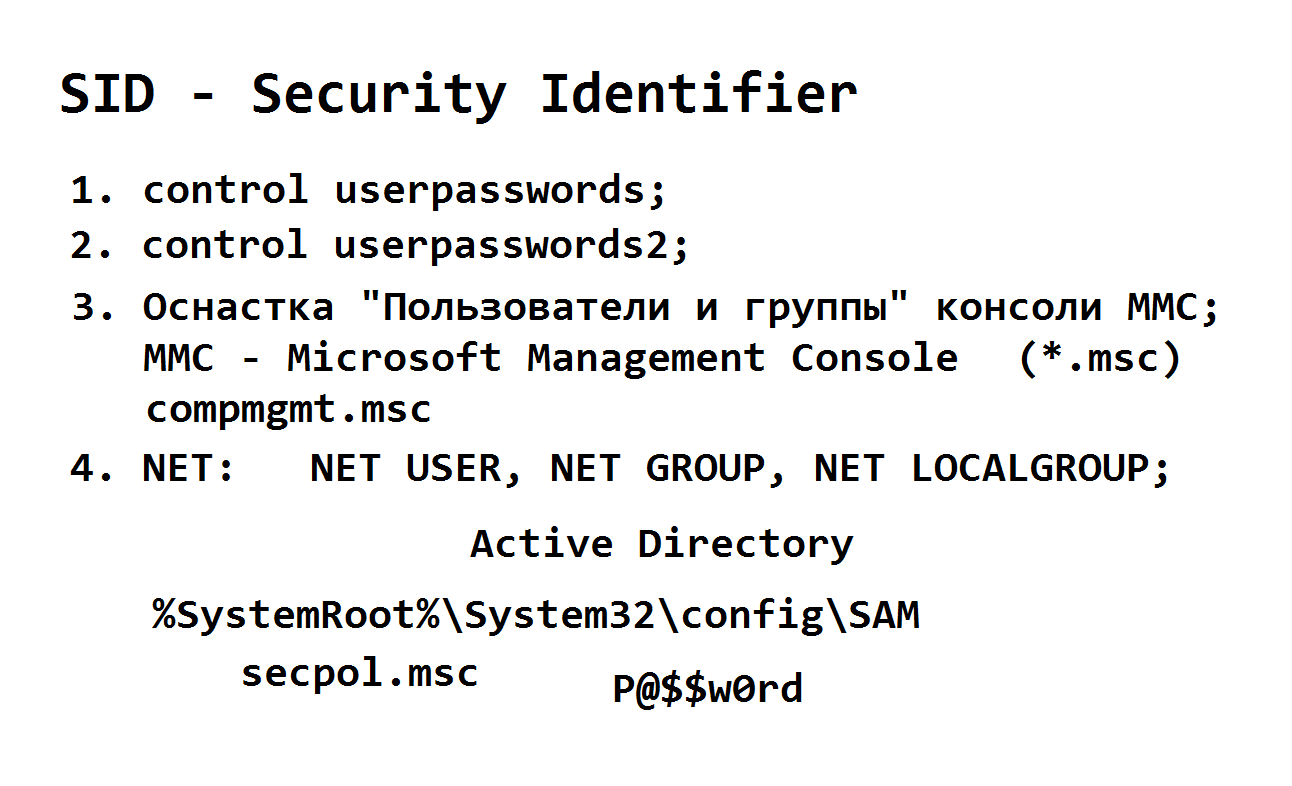 SID - Security Identifier
1. control userpasswords;
2. control userpasswords2;
3. Оснастка "Пользователи и группы" консоли MMC;
MMC - Microsoft Management Console (*.msc)
compmgmt.msc
4. NET: NET USER, NET GROUP, NET LOCALGROUP;
Active Directory
%SystemRoot%\System32\config\SAM
secpol.msc
P@$$w0rd